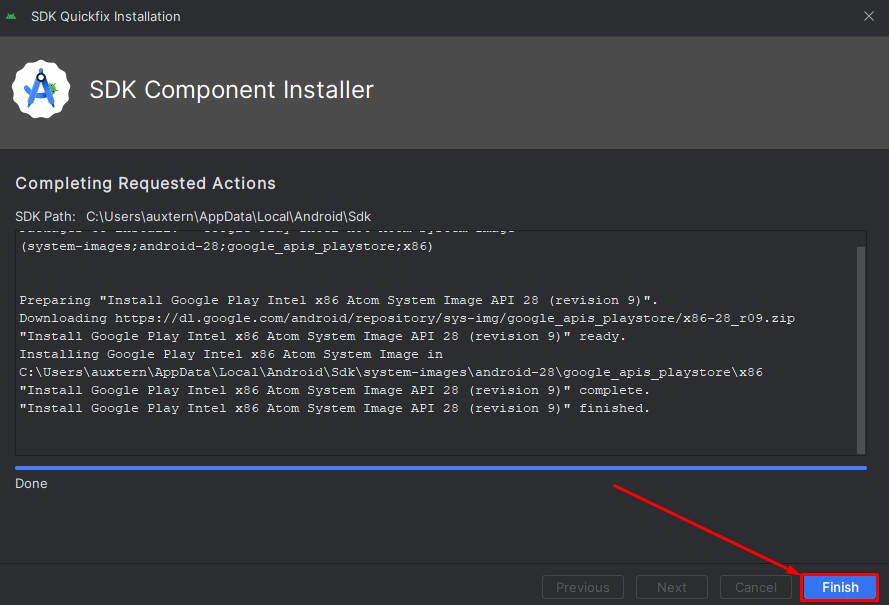 SDK Quickfix Installation
SDK Component Installer
Completing Requested Actions
SDK Path: C:\Users\auxtern\AppData\Local\Android\Sdk
(system-images;android-28;google_apis_playstore;x86)
Preparing "Install Google Play Intel x86 Atom System Image API 28 (revision 9)".
Downloading https://dl.google.com/android/repository/sys-img/google_apis_playstore/x86-28_r09.zip
"Install Google Play Intel x86 Atom System Image API 28 (revision 9)" ready.
Installing Google Play Intel x86 Atom System Image in
C:\Users\auxtern\AppData\Local\Android\Sdk\system-images\android-28\google_apis_playstore\x86
"Install Google Play Intel x86 Atom System Image API 28 (revision 9)" complete.
"Install Google Play Intel x86 Atom System Image API 28 (revision 9)" finished.
Done
Previous Next Cancel Finish